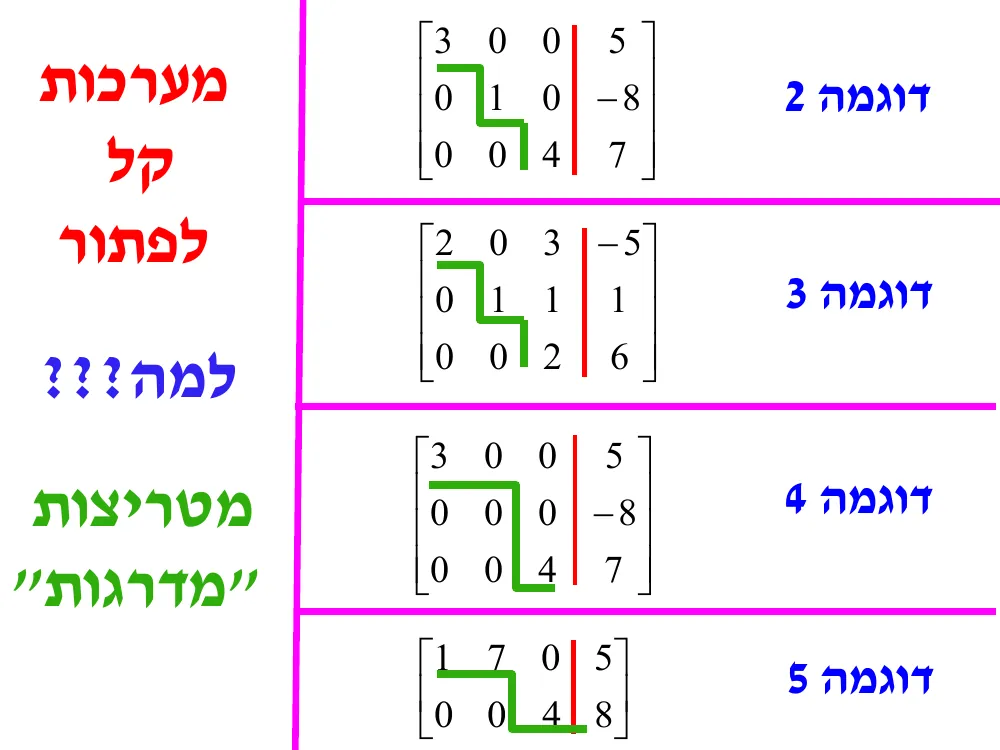 מערכות
קל
לפתור
למה???
מטריצות
"מדרגות"
3 0 0 5
0 1 0 −8
0 0 4 7
דוגמה 2
2 0 3 −5
0 1 1 1
0 0 2 6
דוגמה 3
3 0 0 5
0 0 0 −8
0 0 4 7
דוגמה 4
1 7 0 5
0 0 4 8
דוגמה 5